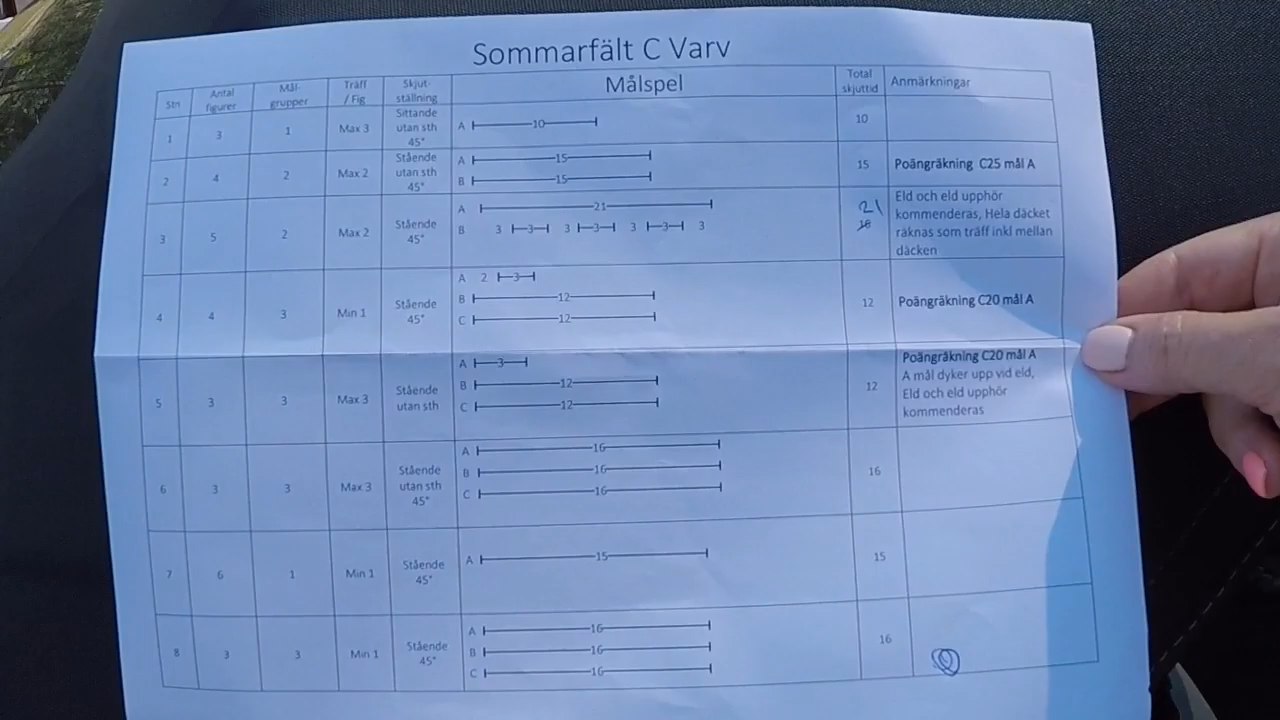 Sommarfält C Varv
Stn Antal figurer Mål-grupper Träff / Fig Skjut-ställning Målspel Total skjuttid Anmärkningar
1 3 1 Max 3 Sittande utan sth 45° A 10 10
2 4 2 Max 2 Stående utan sth 45° A 15 15 Poängräkning C25 mål A
B 15
3 5 2 Max 2 Stående 45° A 21 21 Eld och eld upphör
B 3 3 3 3 3 3 3 kommenderas, Hela däcket
räknas som träff inkl mellan
däcken
4 4 3 Min 1 Stående 45° A 2 3 12 Poängräkning C20 mål A
B 12
C 12
5 3 3 Max 3 Stående utan sth A 3 12 Poängräkning C20 mål A
B 12 A mål dyker upp vid eld,
C 12 Eld och eld upphör
kommenderas
6 3 3 Max 3 Stående utan sth 45° A 16 16
B 16
C 16
7 6 1 Min 1 Stående 45° A 15 15
8 3 3 Min 1 Stående 45° A 16 16
B 16
C 16